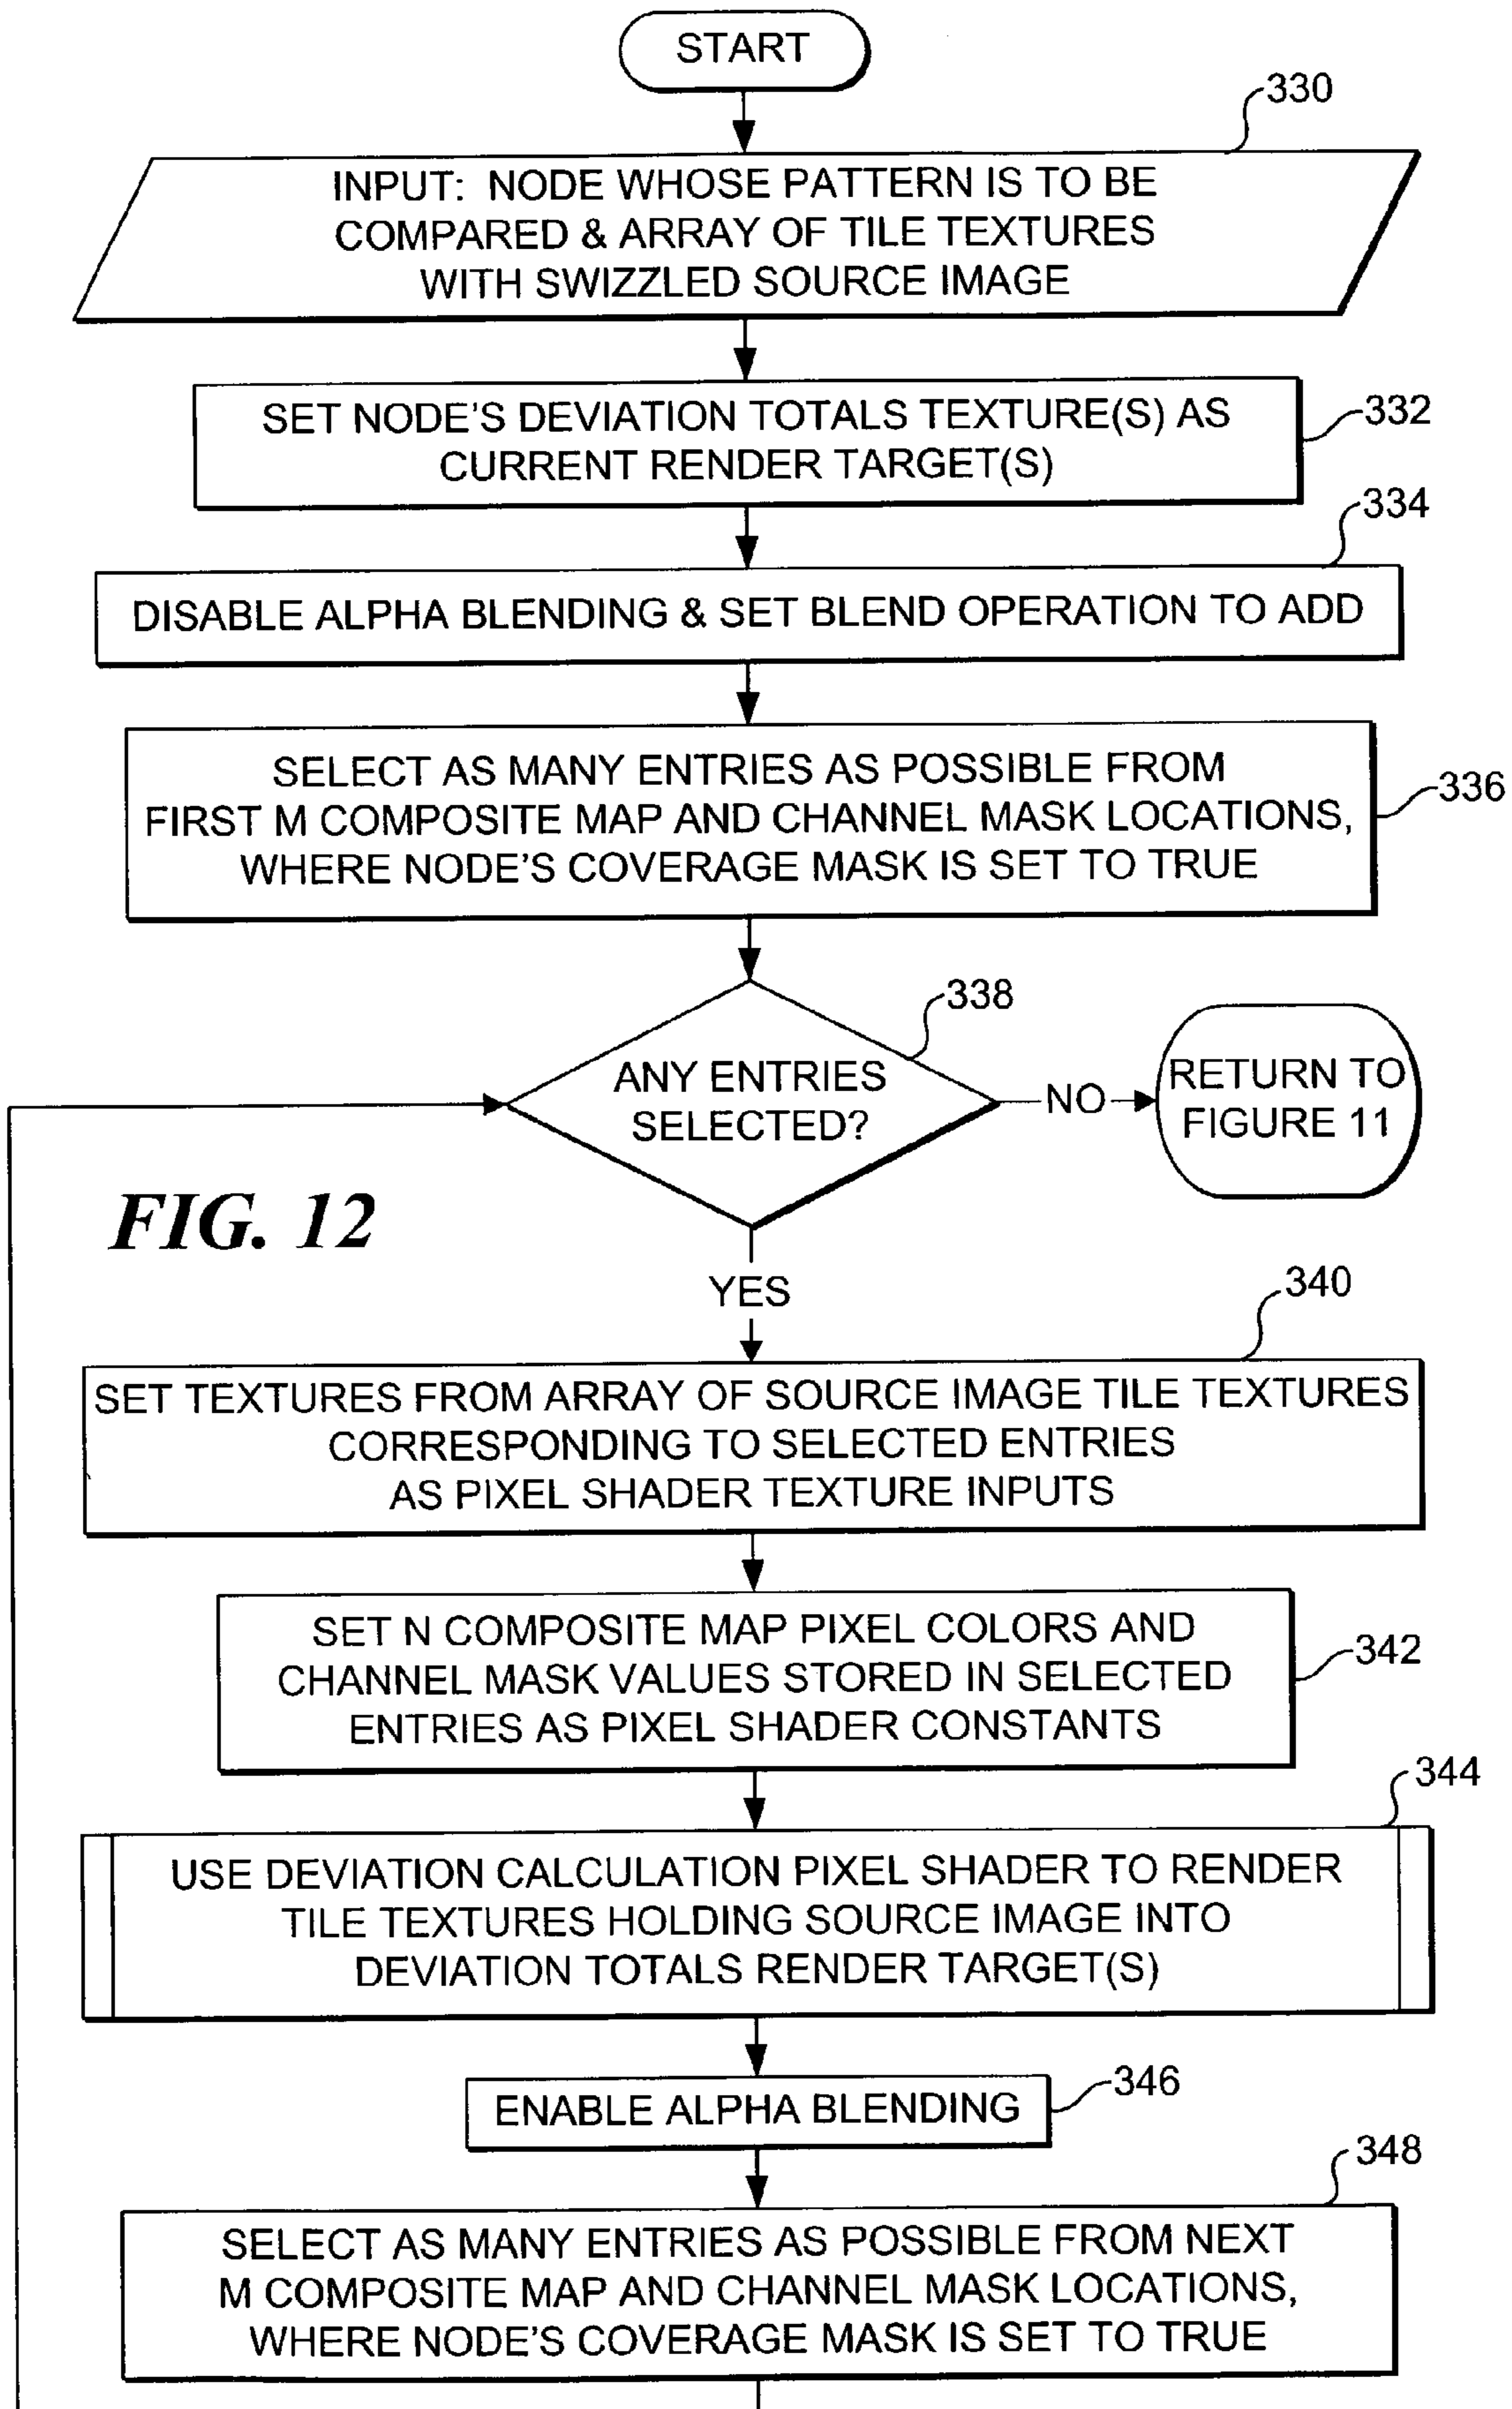 START
330
INPUT: NODE WHOSE PATTERN IS TO BE
COMPARED & ARRAY OF TILE TEXTURES
WITH SWIZZLED SOURCE IMAGE
SET NODE'S DEVIATION TOTALS TEXTURE(S) AS
CURRENT RENDER TARGET(S)
332
334
DISABLE ALPHA BLENDING & SET BLEND OPERATION TO ADD
SELECT AS MANY ENTRIES AS POSSIBLE FROM
FIRST M COMPOSITE MAP AND CHANNEL MASK LOCATIONS,
WHERE NODE'S COVERAGE MASK IS SET TO TRUE
336
338
ANY ENTRIES
SELECTED?
NO
RETURN TO
FIGURE 11
FIG. 12
YES
340
SET TEXTURES FROM ARRAY OF SOURCE IMAGE TILE TEXTURES
CORRESPONDING TO SELECTED ENTRIES
AS PIXEL SHADER TEXTURE INPUTS
SET N COMPOSITE MAP PIXEL COLORS AND
CHANNEL MASK VALUES STORED IN SELECTED
ENTRIES AS PIXEL SHADER CONSTANTS
342
344
USE DEVIATION CALCULATION PIXEL SHADER TO RENDER
TILE TEXTURES HOLDING SOURCE IMAGE INTO
DEVIATION TOTALS RENDER TARGET(S)
ENABLE ALPHA BLENDING
346
348
SELECT AS MANY ENTRIES AS POSSIBLE FROM NEXT
M COMPOSITE MAP AND CHANNEL MASK LOCATIONS,
WHERE NODE'S COVERAGE MASK IS SET TO TRUE